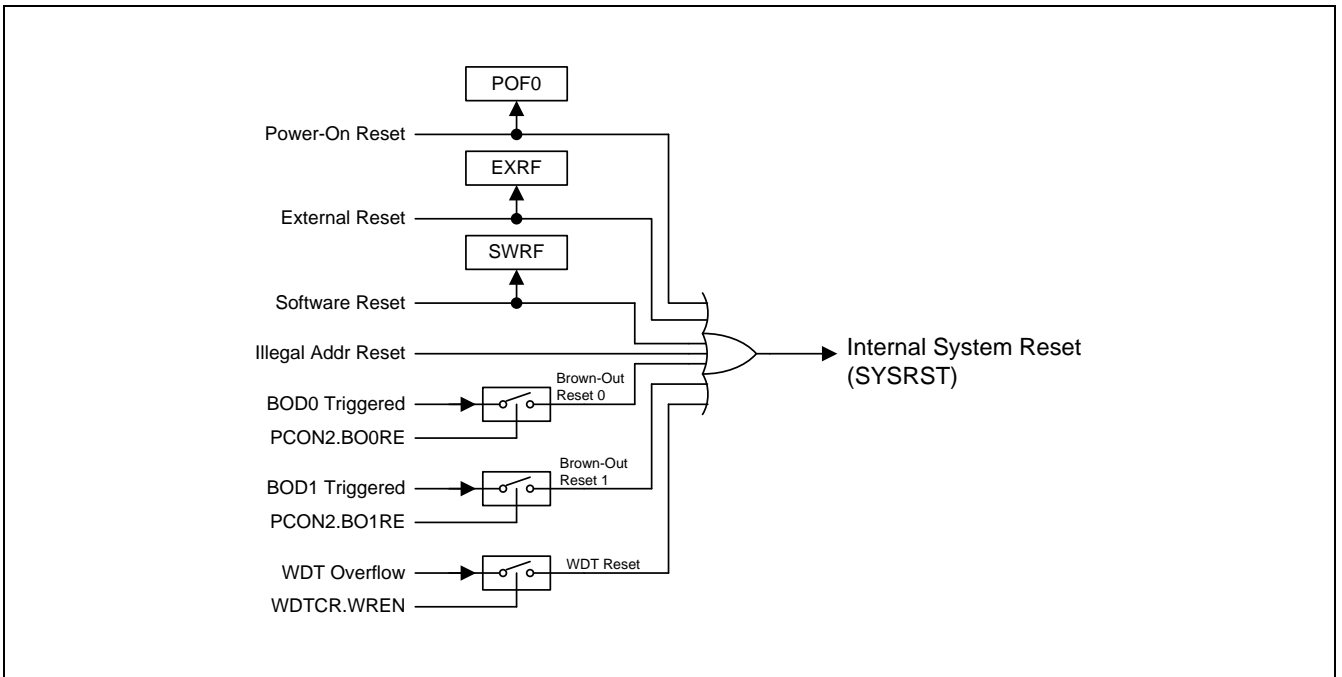 POF0
Power-On Reset
EXRF
External Reset
SWRF
Software Reset
Illegal Addr Reset
Internal System Reset
(SYSRST)
Brown-Out
Reset 0
BOD0 Triggered
PCON2.BO0RE
Brown-Out
Reset 1
BOD1 Triggered
PCON2.BO1RE
WDT Reset
WDT Overflow
WDTCR.WREN